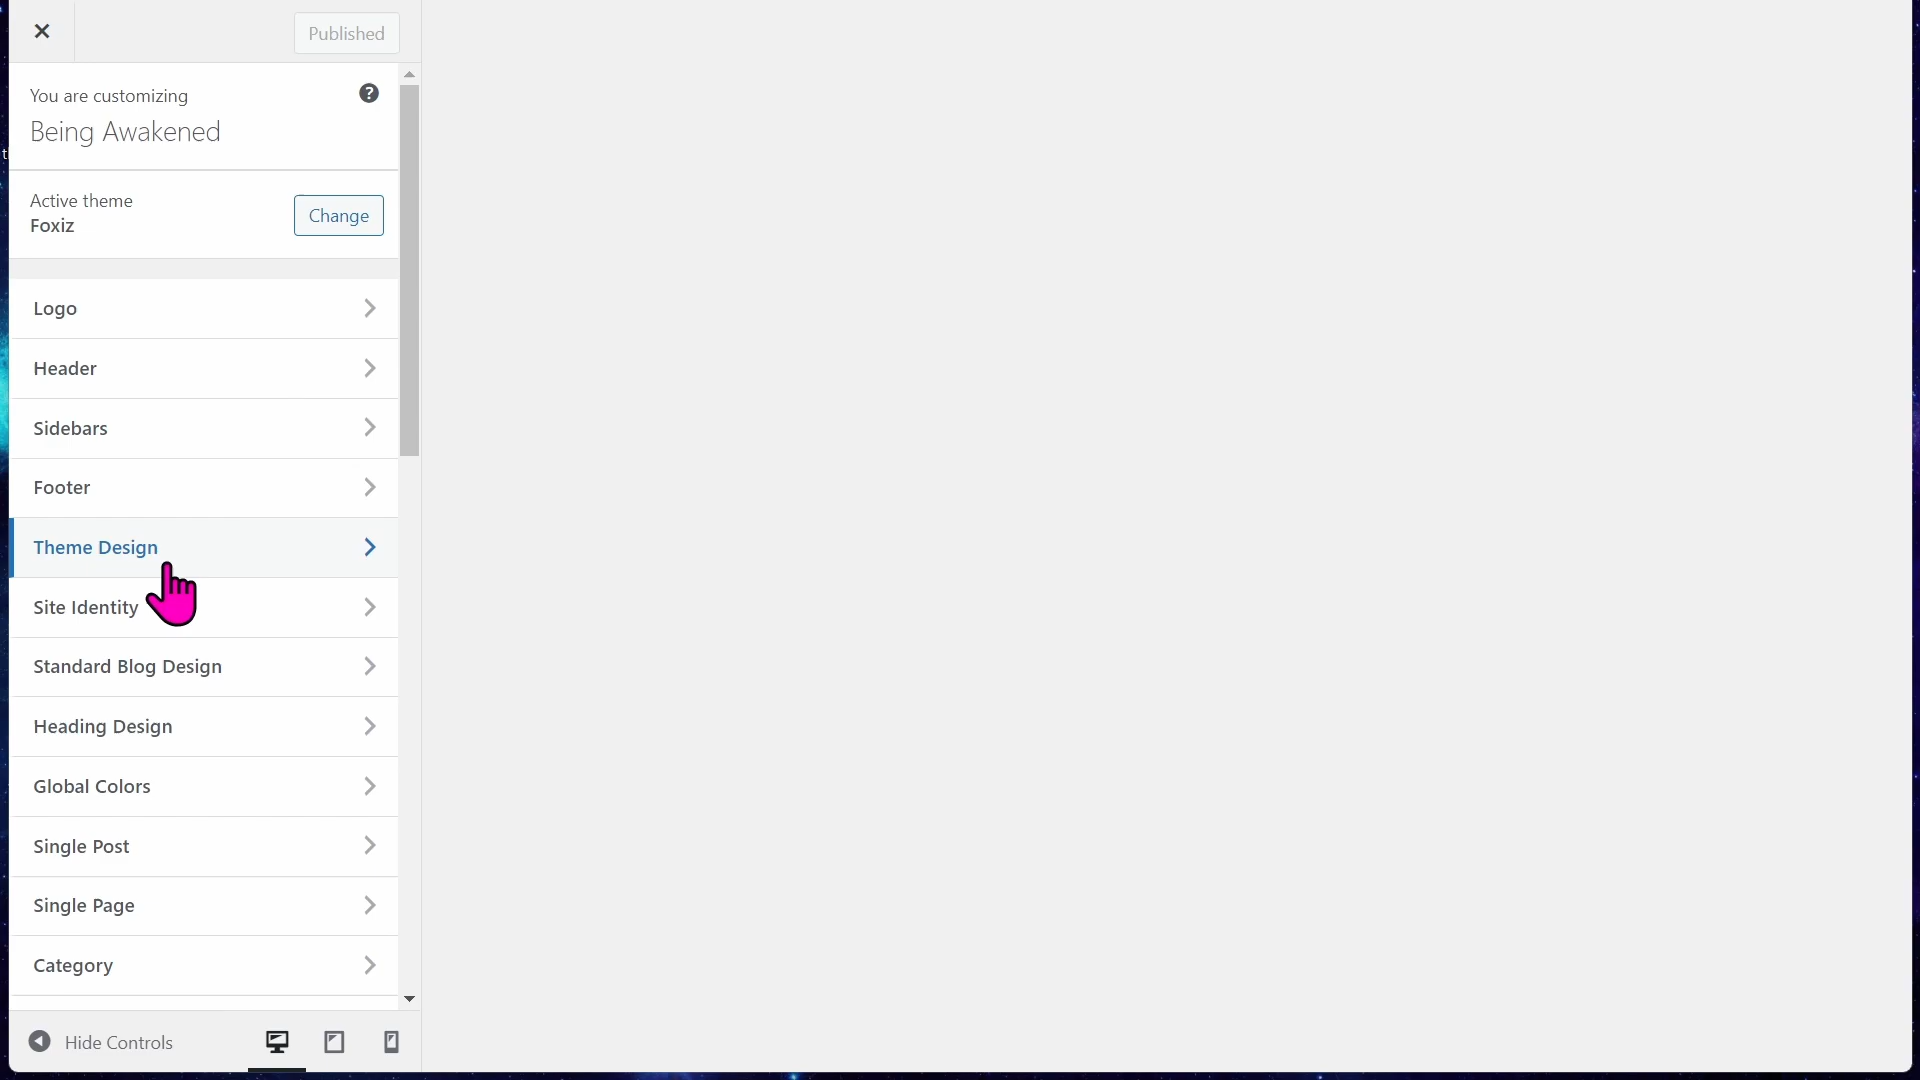 Published
You are customizing
Being Awakened
Active theme
Foxiz
Change
Logo
Header
Sidebars
Footer
Theme Design
Site Identity
Standard Blog Design
Heading Design
Global Colors
Single Post
Single Page
Category
Hide Controls